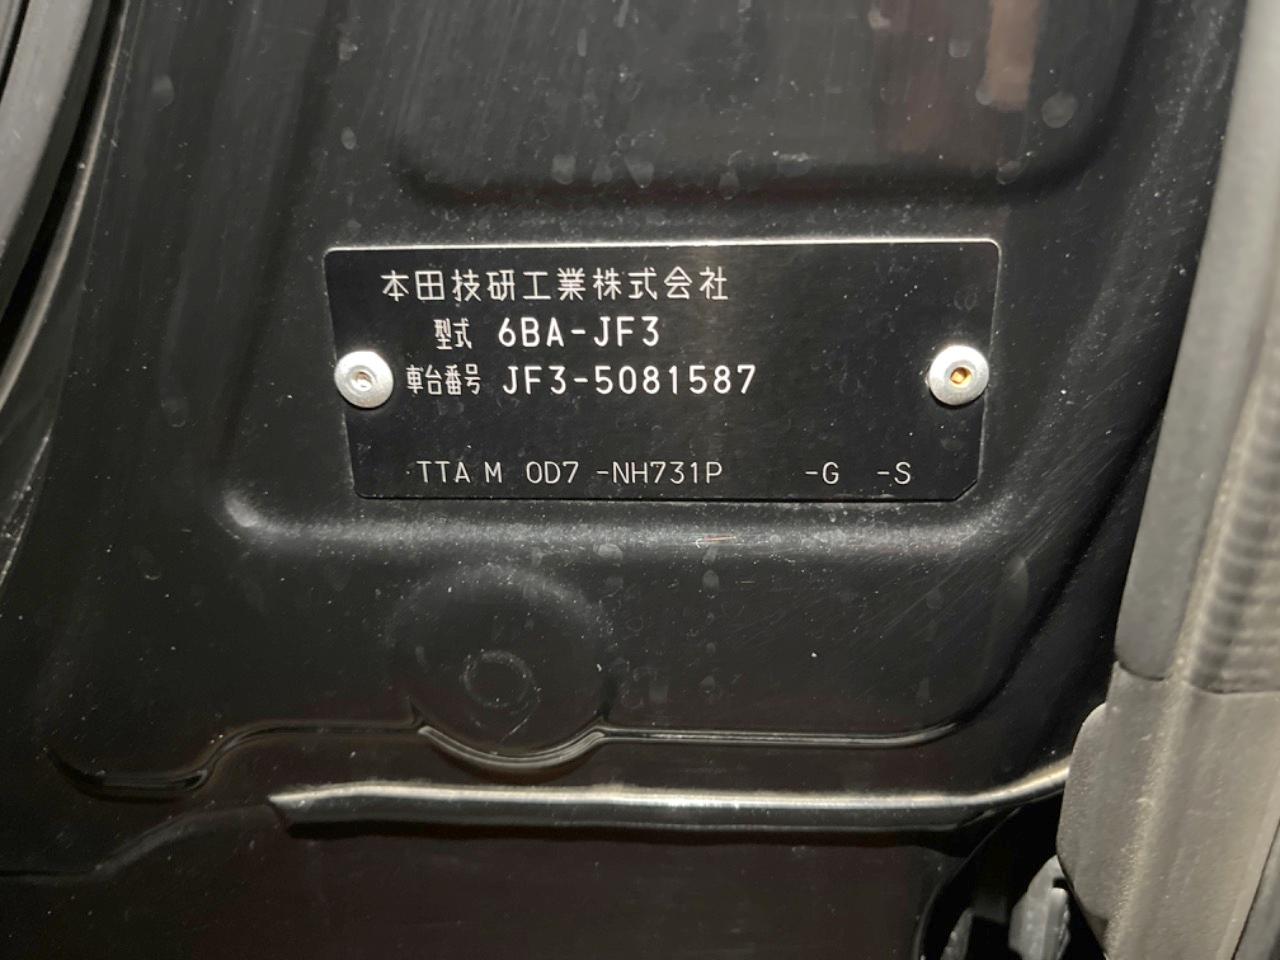 本田技研工業株式会社
型式 6BA-JF3
車台番号 JF3-5081587
TTA M 0D7 -NH731P -G -S